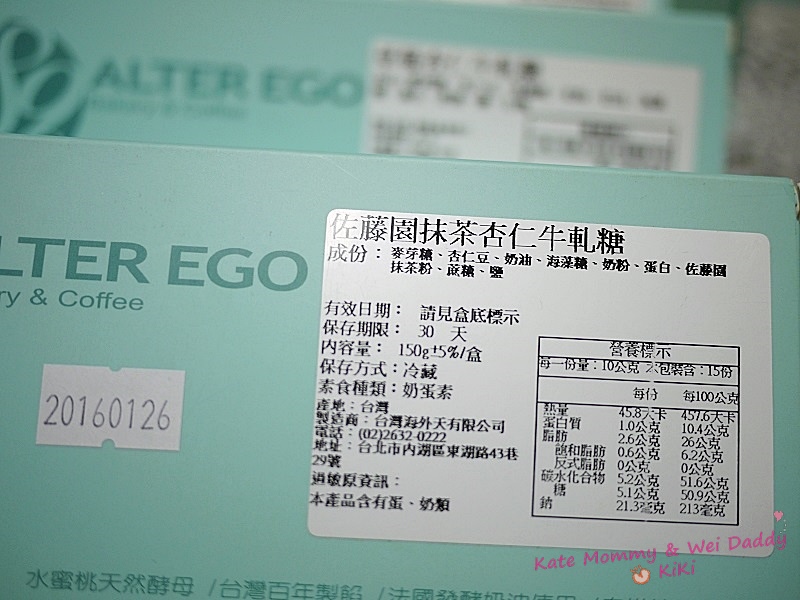 ALTER EGO
Bakery & Coffee
LTER EGO
ry & Coffee
20160126
佐藤園抹茶杏仁牛軋糖
成份：麥芽糖、杏仁豆、奶油、海藻糖、奶粉、蛋白、佐藤園
抹茶粉、蔗糖、鹽
有效日期： 請見盒底標示
保存期限： 30 天
內容量： 150g±5%/盒
保存方式：冷藏
素食種類：奶蛋素
產地：台灣
製造商：台灣海外天有限公司
電話：(02)2632-0222
地址：台北市內湖區東湖路43巷
29號
過敏原資訊：
本產品含有蛋、奶類
營養標示
每一份量：10公克 本包裝含：15份
每份 每100公克
熱量 45.8大卡 457.6大卡
蛋白質 1.0公克 10.4公克
脂肪 2.6公克 26公克
飽和脂肪 0.6公克 6.2公克
反式脂肪 0公克 0公克
碳水化合物 5.2公克 51.6公克
糖 5.1公克 50.9公克
鈉 21.3毫克 213毫克
水蜜桃天然酵母 /台灣百年製餡 /法國發酵奶油使用
Kate Mommy & Wei Daddy
KiKi